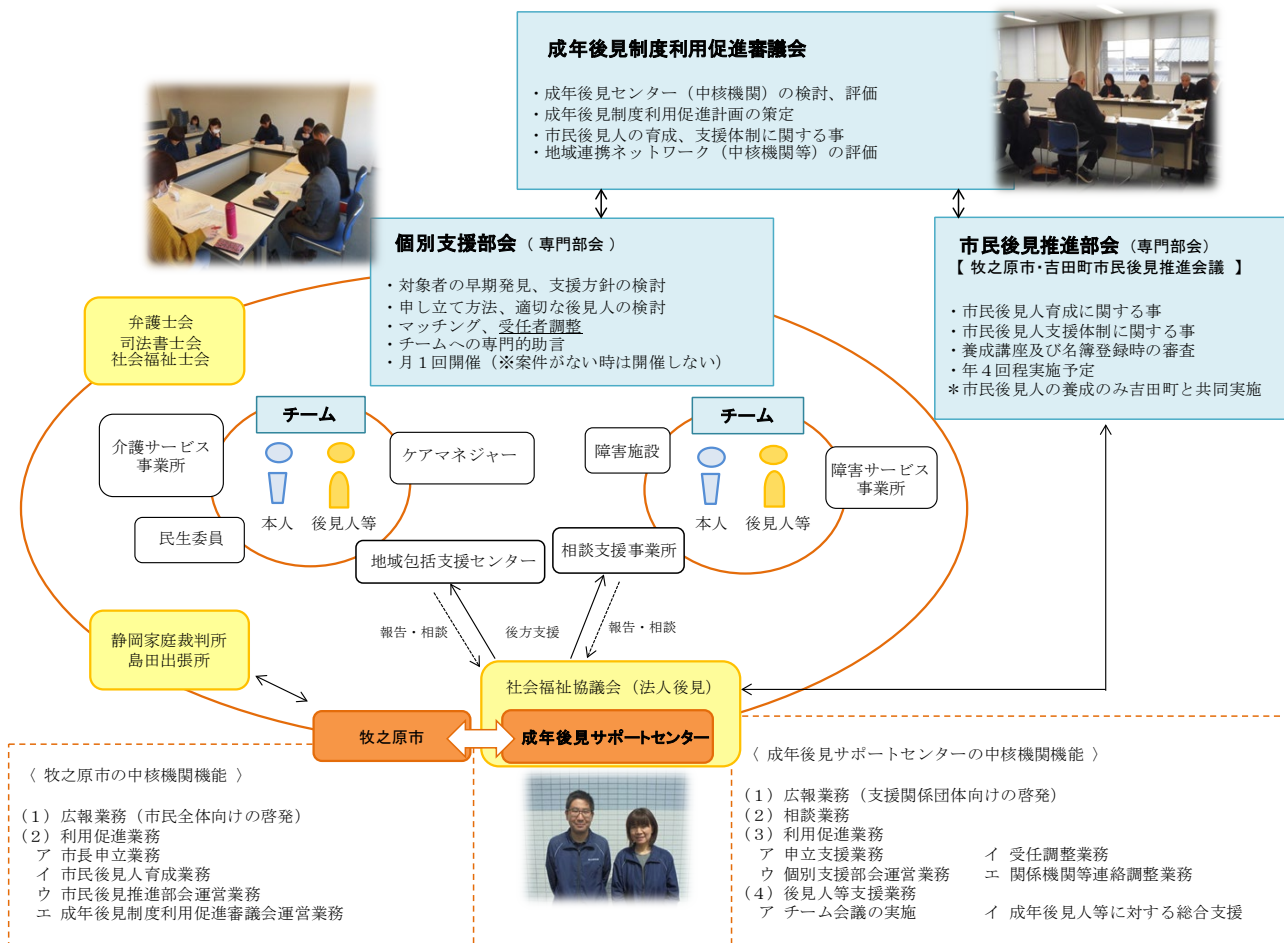 成年後見制度利用促進審議会
・成年後見センター（中核機関）の検討、評価
・成年後見制度利用促進計画の策定
・市民後見人の育成、支援体制に関する事
・地域連携ネットワーク（中核機関等）の評価
個別支援部会（ 専門部会 ）
・対象者の早期発見、支援方針の検討
・申し立て方法、適切な後見人の検討
・マッチング、受任者調整
・チームへの専門的助言
・月１回開催（※案件がない時は開催しない）
市民後見推進部会 （専門部会）
【 牧之原市・吉田町市民後見推進会議 】
・市民後見人育成に関する事
・市民後見人支援体制に関する事
・養成講座及び名簿登録時の審査
・年４回程実施予定
＊市民後見人の養成のみ吉田町と共同実施
弁護士会
司法書士会
社会福祉士会
チーム
介護サービス
事業所
ケアマネジャー
本人 後見人等
民生委員
地域包括支援センター
チーム
障害施設
障害サービス
事業所
本人 後見人等
相談支援事業所
報告・相談
後方支援
報告・相談
静岡家庭裁判所
島田出張所
社会福祉協議会（法人後見）
牧之原市
成年後見サポートセンター
〈 牧之原市の中核機関機能 〉
（1）広報業務（市民全体向けの啓発）
（2）利用促進業務
ア 市長申立業務
イ 市民後見人育成業務
ウ 市民後見推進部会運営業務
エ 成年後見制度利用促進審議会運営業務
〈 成年後見サポートセンターの中核機関機能 〉
（1）広報業務（支援関係団体向けの啓発）
（2）相談業務
（3）利用促進業務
ア 申立支援業務 イ 受任調整業務
ウ 個別支援部会運営業務 エ 関係機関等連絡調整業務
（4）後見人等支援業務
ア チーム会議の実施 イ 成年後見人等に対する総合支援